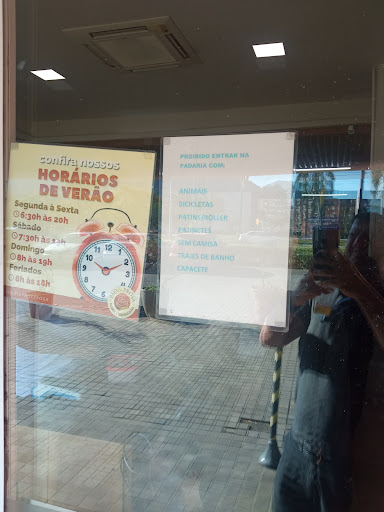 confira nossos
HORÁRIOS
DE VERÃO
Segunda à Sexta
6:30h às 20h
Sábado
Domingo
8h às 19h
Feriados
PROIBIDO ENTRAR NA
PADARIA COM:
ANIMAIS
BICICLETAS
PATINS/ROLLER
SEM CAMISA
TRAJES DE BANHO
CAPACETE